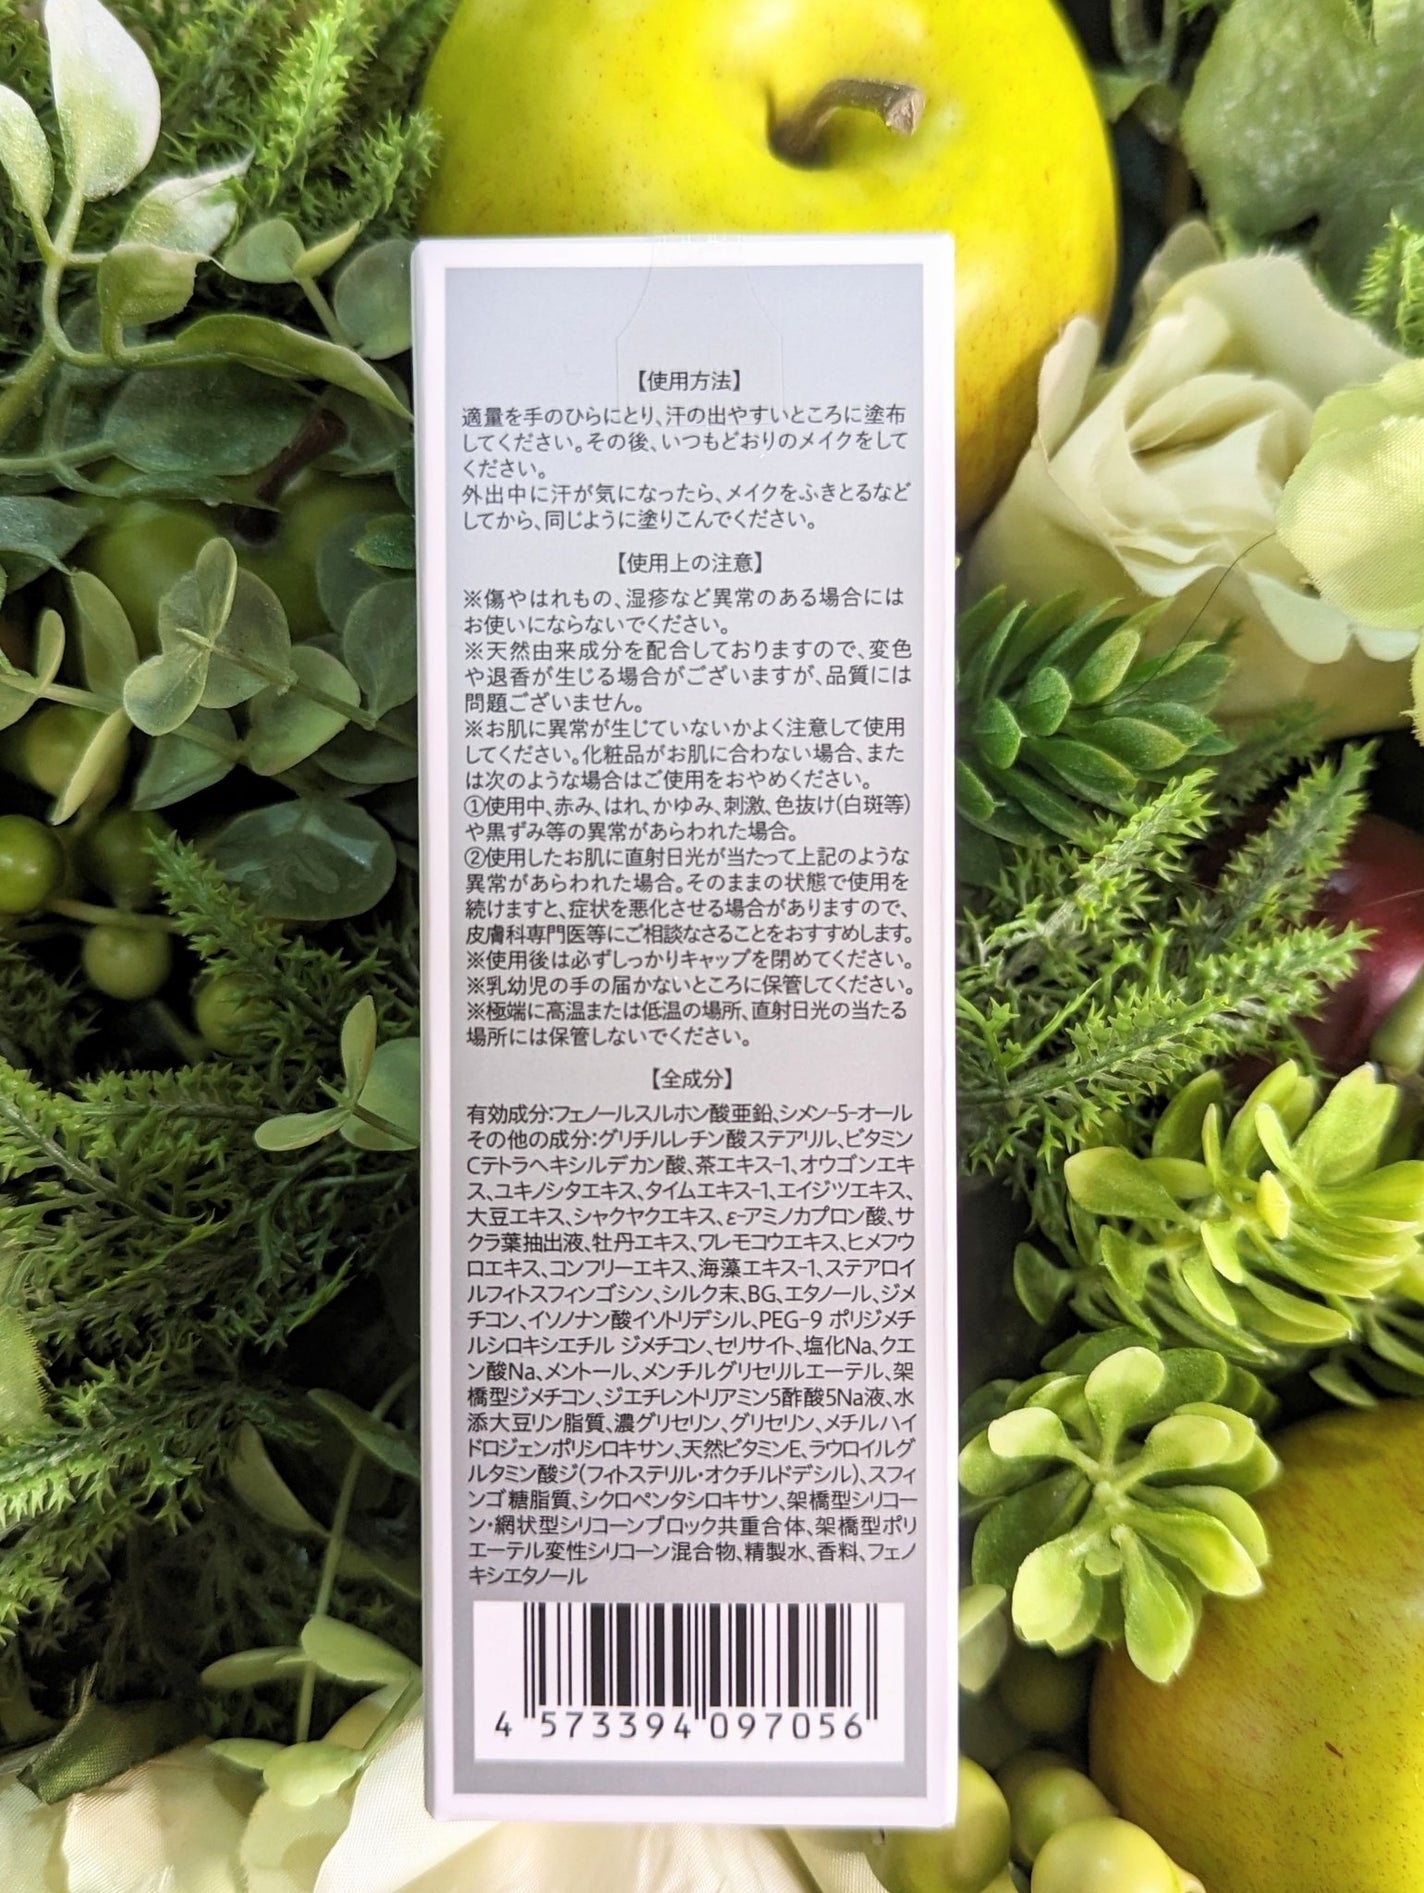 【使用方法】
適量を手のひらにとり、汗の出やすいところに塗布
してください。その後、いつもどおりのメイクをして
ください。
外出中に汗が気になったら、メイクをふきとるなど
してから、同じように塗りこんでください。
【使用上の注意】
※傷やはれもの、湿疹など異常のある場合には
お使いにならないでください。
※天然由来成分を配合しておりますので、変色
や退香が生じる場合がございますが、品質には
問題ございません。
※お肌に異常が生じていないかよく注意して使用
してください。化粧品がお肌に合わない場合、また
は次のような場合はご使用をおやめください。
①使用中、赤み、はれ、かゆみ、刺激、色抜け(白斑等)
や黒ずみ等の異常があらわれた場合。
②使用したお肌に直射日光が当たって上記のような
異常があらわれた場合。そのままの状態で使用を
続けますと、症状を悪化させる場合がありますので、
皮膚科専門医等にご相談なさることをおすすめします。
※使用後は必ずしっかりキャップを閉めてください。
※乳幼児の手の届かないところに保管してください。
※極端に高温または低温の場所、直射日光の当たる
場所には保管しないでください。
【全成分】
有効成分:フェノールスルホン酸亜鉛、シメン-5-オール
その他の成分:グリチルレチン酸ステアリル、ビタミン
Cテトラヘキシルデカン酸、茶エキス-1、オウゴンエキ
ス、ユキノシタエキス、タイムエキス-1、エイジツエキス、
大豆エキス、シャクヤクエキス、ε-アミノカプロン酸、サ
クラ葉抽出液、牡丹エキス、ワレモコウエキス、ヒメフウ
ロエキス、コンフリーエキス、海藻エキス-1、ステアロイ
ルフィトスフィンゴシン、シルク末、BG、エタノール、ジメ
チコン、イソノナン酸イソトリデシル、PEG-9 ポリジメチ
ルシロキシエチル ジメチコン、セリサイト、塩化Na、クエ
ン酸Na、メントール、メンチルグリセリルエーテル、架
橋型ジメチコン、ジエチレントリアミン5酢酸5Na液、水
添大豆リン脂質、濃グリセリン、グリセリン、メチルハイ
ドロジェンポリシロキサン、天然ビタミンE、ラウロイルグ
ルタミン酸ジ(フィトステリル・オクチルドデシル)、スフィ
ンゴ糖脂質、シクロペンタシロキサン、架橋型シリコー
ン・網状型シリコーンブロック共重合体、架橋型ポリ
エーテル変性シリコーン混合物、精製水、香料、フェノ
キシエタノール
4 573394 097056